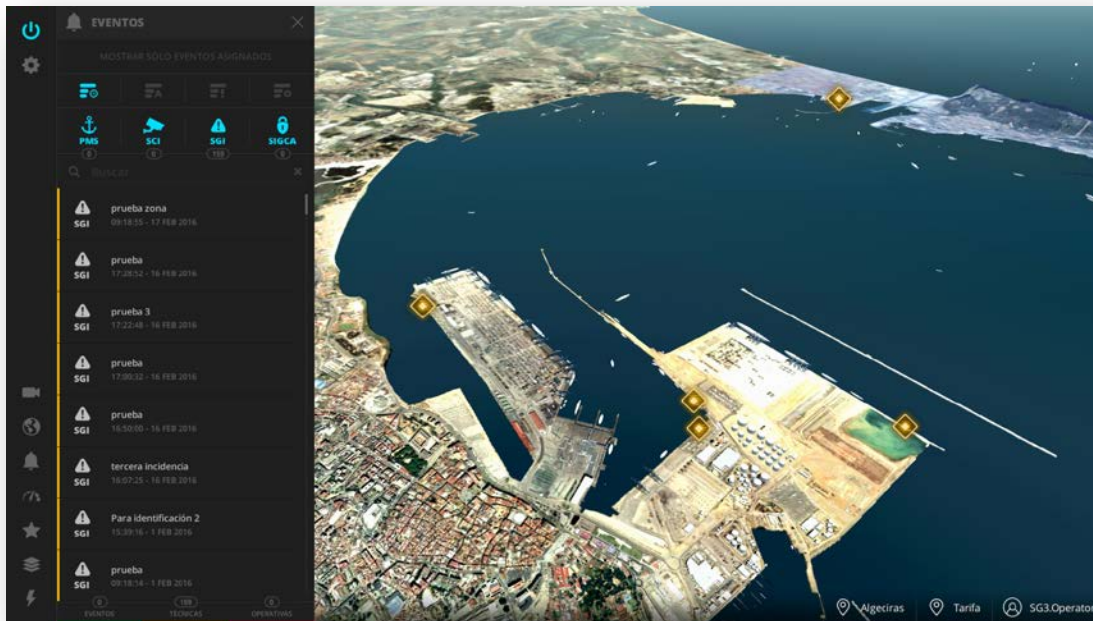 EVENTOS
MOSTRAR SÓLO EVENTOS ASIGNADOS
PMS SCI SGI SIGCA
0 0 159 0
Buscar
prueba zona
SGI 09:18:55 - 17 FEB 2016
prueba
SGI 17:28:52 - 16 FEB 2016
prueba 3
SGI 17:22:48 - 16 FEB 2016
prueba
SGI 17:00:32 - 16 FEB 2016
prueba
SGI 16:50:00 - 16 FEB 2016
tercera incidencia
SGI 16:07:25 - 16 FEB 2016
Para identificación 2
SGI 15:39:16 - 1 FEB 2016
prueba
SGI 09:18:14 - 1 FEB 2016
0 159 0
EVENTOS TÉCNICAS OPERATIVAS
Algeciras Tarifa SG3.Operator